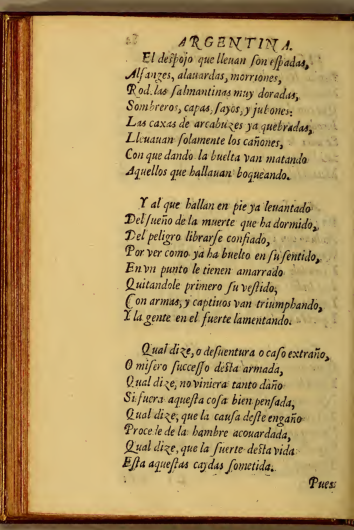 ARGENTINA.
El despojo que lleuan son espadas,
Alfanges, alauardas, morriones,
Rod las salmantinas muy doradas,
Sombreros, capas, sayos, y jubones:
Las caxas de arcabuzes ya quebradas,
Lleuauan solamente los cañones,
Con que dando la buelta van matando
Aquellos que hallauan boqueando.
Y al que hallan en pie ya leuantado
Del sueño de la muerte que ha dormido,
Del peligro librarse confiado,
Por ver como ya ha buelto en su sentido,
En vn punto le tienen amarrado
Quitandole primero su vestido,
Con armas, y captiuos van triumphando,
Y la gente en el fuerte lamentando.
Qual dize, o desuentura o caso extraño,
O misero successo desta armada,
Qual dize, no viniera tanto daño
Si fuera aquesta cosa bien pensada,
Qual dize, que la causa deste engaño
Procede de la hambre acouardada,
Qual dize, que la suerte desta vida
Esta aquestas caydas sometida.
Pues